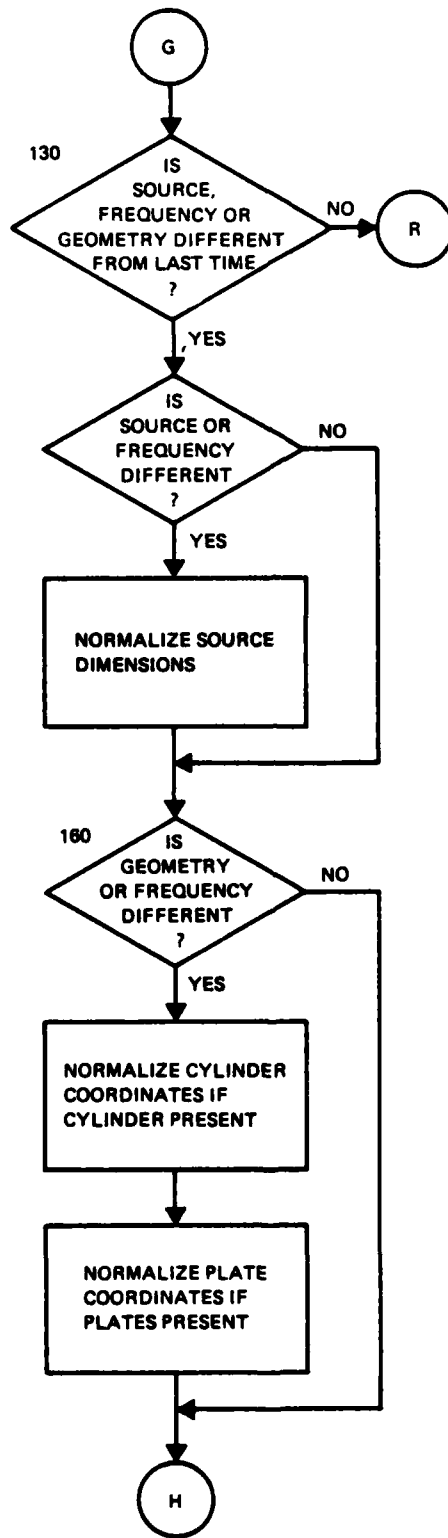 G
130
IS
SOURCE,
FREQUENCY OR
GEOMETRY DIFFERENT
FROM LAST TIME
?
NO
R
YES
IS
SOURCE OR
FREQUENCY
DIFFERENT
?
NO
YES
NORMALIZE SOURCE
DIMENSIONS
160
IS
GEOMETRY
OR FREQUENCY
DIFFERENT
?
NO
YES
NORMALIZE CYLINDER
COORDINATES IF
CYLINDER PRESENT
NORMALIZE PLATE
COORDINATES IF
PLATES PRESENT
H